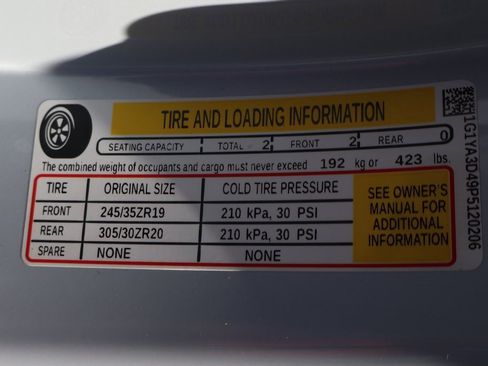 TIRE AND LOADING INFORMATION
SEATING CAPACITY TOTAL 2 FRONT 2 REAR 0
The combined weight of occupants and cargo must never exceed 192 kg or 423 lbs.
TIRE ORIGINAL SIZE COLD TIRE PRESSURE
FRONT 245/35ZR19 210 kPa, 30 PSI
REAR 305/30ZR20 210 kPa, 30 PSI
SPARE NONE NONE
SEE OWNER'S
MANUAL FOR
ADDITIONAL
INFORMATION
1G1YA3D49P5120206